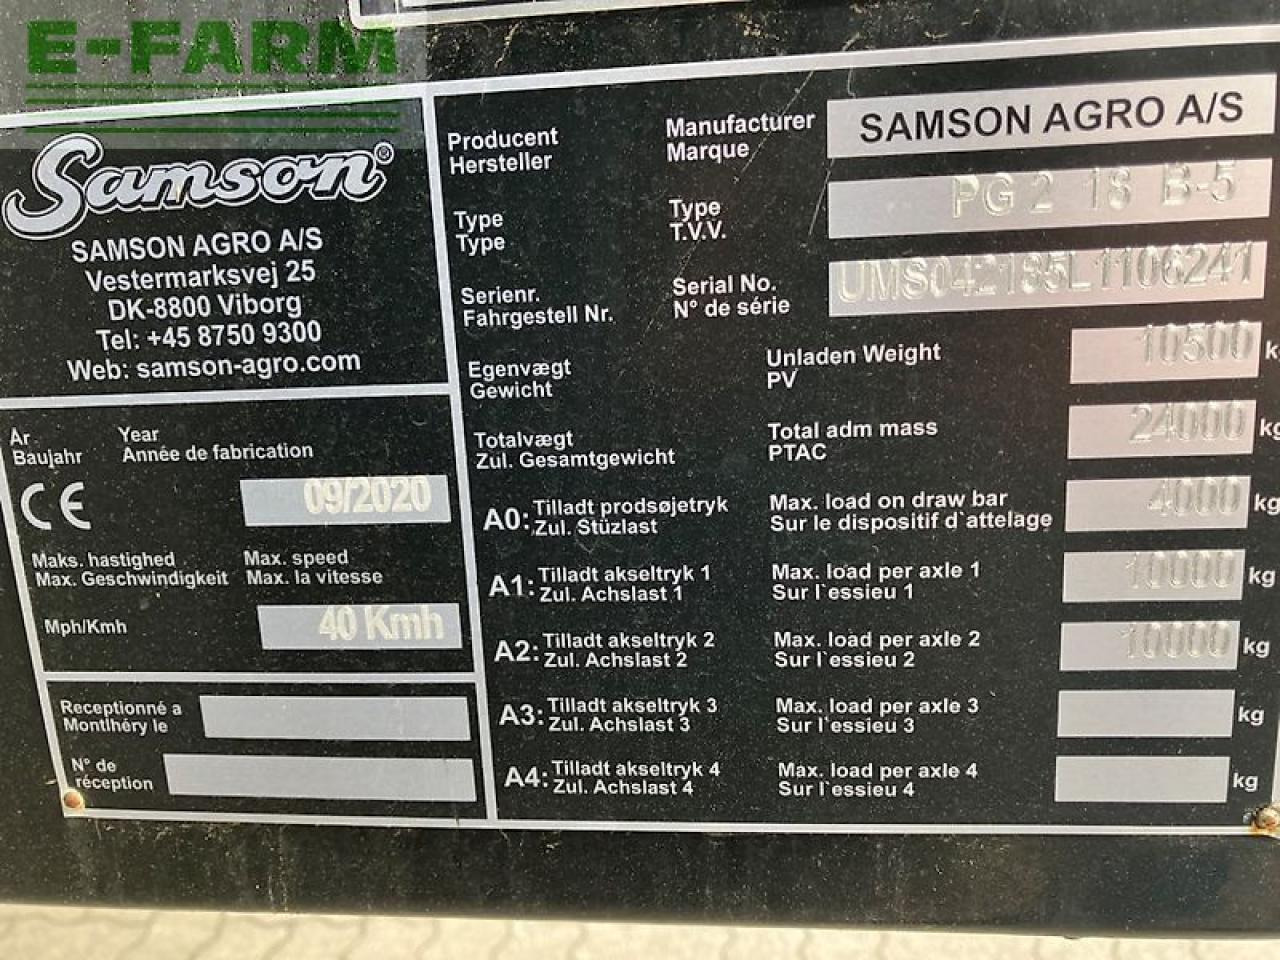 E-FARM
Samson®
SAMSON AGRO A/S
Vestermarksvej 25
DK-8800 Viborg
Tel: +45 8750 9300
Web: samson-agro.com
År Year
Baujahr Année de fabrication
CE 09/2020
Maks. hastighed Max. speed
Max. Geschwindigkeit Max. la vitesse
Mph/Kmh 40 Kmh
Receptionné a
Montlhéry le
N° de
réception
Producent Manufacturer SAMSON AGRO A/S
Hersteller Marque
Type Type PG 2 18 B-5
Type T.V.V.
Serienr. Serial No. UMS042185L1106241
Fahrgestell Nr. N° de série
Egenvægt Unladen Weight 10500 k
Gewicht PV
Totalvægt Total adm mass 24000 kg
Zul. Gesamtgewicht PTAC
A0: Tilladt prodsøjetryk Max. load on draw bar 4000 kg
Zul. Stüzlast Sur le dispositif d`attelage
A1: Tilladt akseltryk 1 Max. load per axle 1 10000 kg
Zul. Achslast 1 Sur l`essieu 1
A2: Tilladt akseltryk 2 Max. load per axle 2 10000 kg
Zul. Achslast 2 Sur l`essieu 2
A3: Tilladt akseltryk 3 Max. load per axle 3 kg
Zul. Achslast 3 Sur l`essieu 3
A4: Tilladt akseltryk 4 Max. load per axle 4 kg
Zul. Achslast 4 Sur l`essieu 4